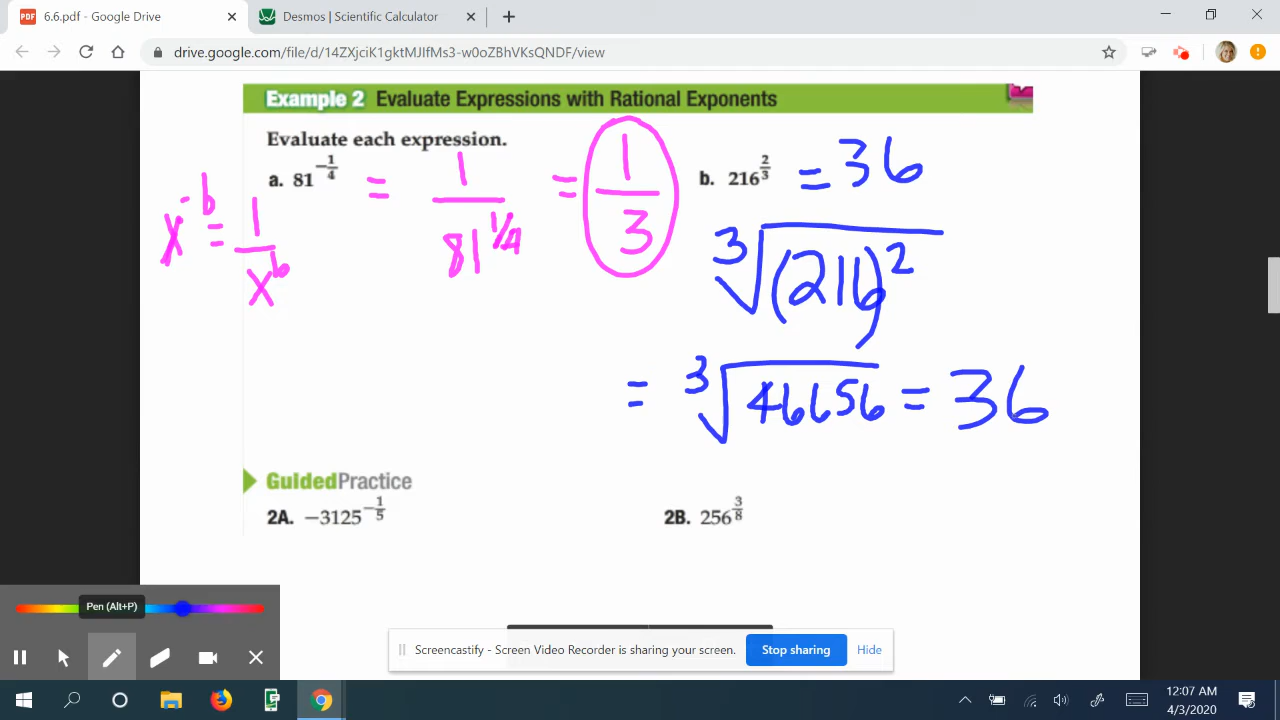 6.6.pdf - Google Drive
Desmos | Scientific Calculator
drive.google.com/file/d/14ZXjciK1gktMJIfMs3-w0oZBhVKsQNDF/view
Example 2 Evaluate Expressions with Rational Exponents
Evaluate each expression.
a. 81^(-1/4) = 1/81^(1/4) = 1/3
x^-b = 1/x^b
b. 216^(2/3) = 36
∛(216)^2
= ∛46656 = 36
GuidedPractice
2A. −3125^(-1/5)
2B. 256^(3/8)
Pen (Alt+P)
Screencastify - Screen Video Recorder is sharing your screen.
Stop sharing
Hide
12:07 AM
4/3/2020